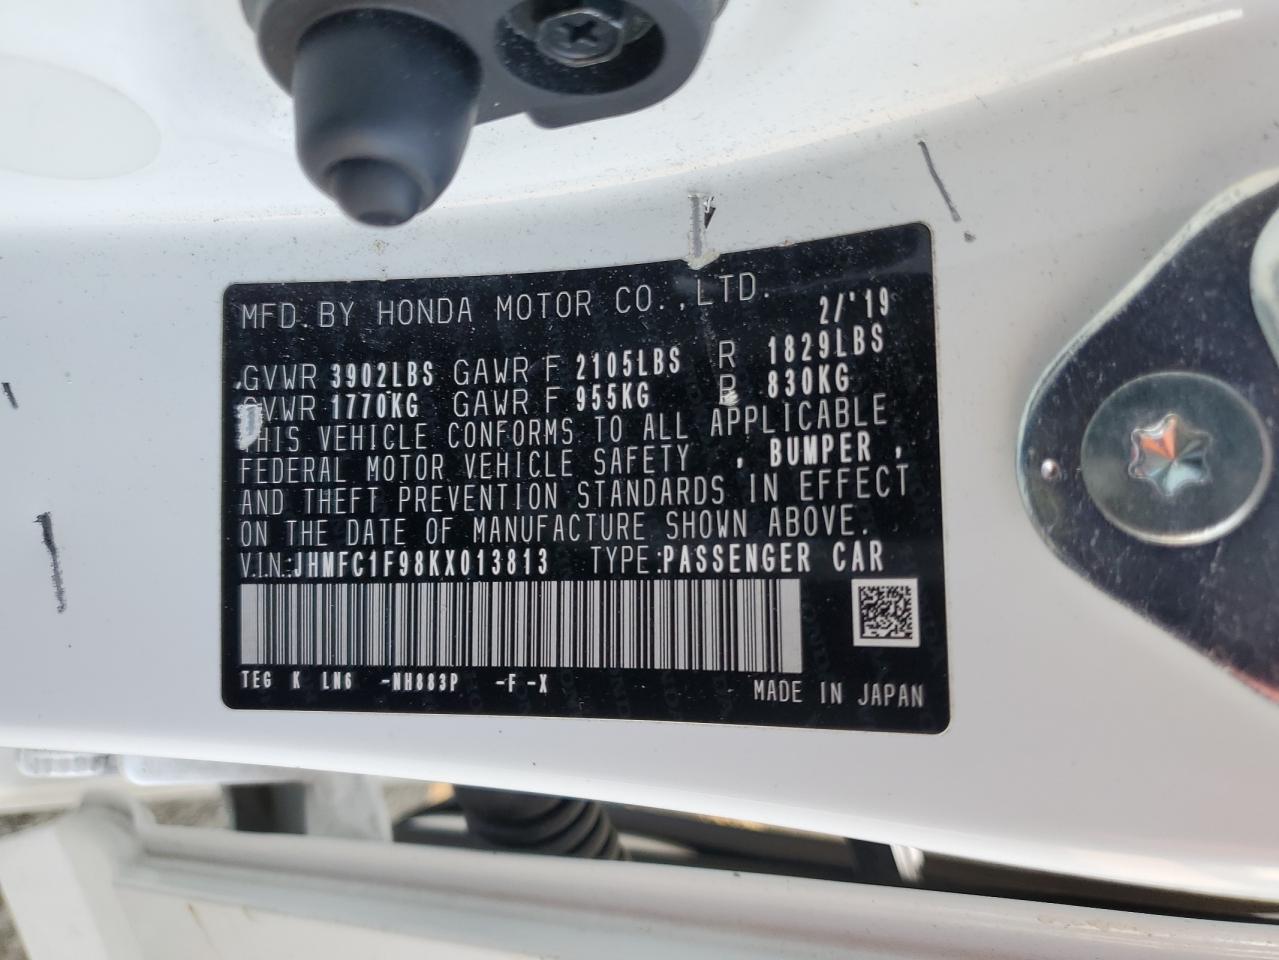 MFD. BY HONDA MOTOR CO.,LTD. 2/'19
GVWR 3902LBS GAWR F 2105LBS R 1829LBS
GVWR 1770KG GAWR F 955KG R 830KG
THIS VEHICLE CONFORMS TO ALL APPLICABLE
FEDERAL MOTOR VEHICLE SAFETY , BUMPER ,
AND THEFT PREVENTION STANDARDS IN EFFECT
ON THE DATE OF MANUFACTURE SHOWN ABOVE.
V.I.N.:JHMFC1F98KX013813 TYPE:PASSENGER CAR
TEG K LN6 -NH883P -F -X
MADE IN JAPAN